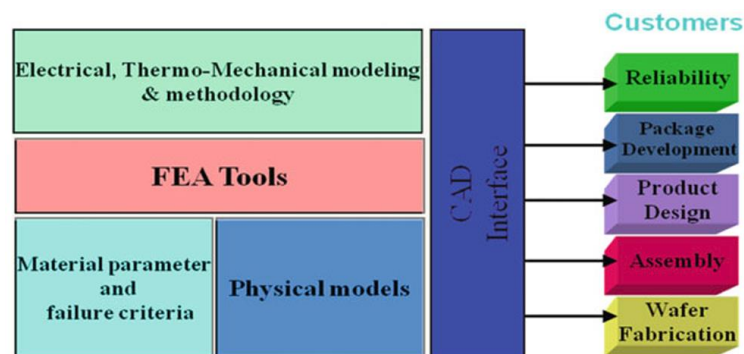 Customers
Electrical, Thermo-Mechanical modeling
& methodology
FEA Tools
Material parameter
and
failure criteria
Physical models
CAD
Interface
Reliability
Package
Development
Product
Design
Assembly
Wafer
Fabrication